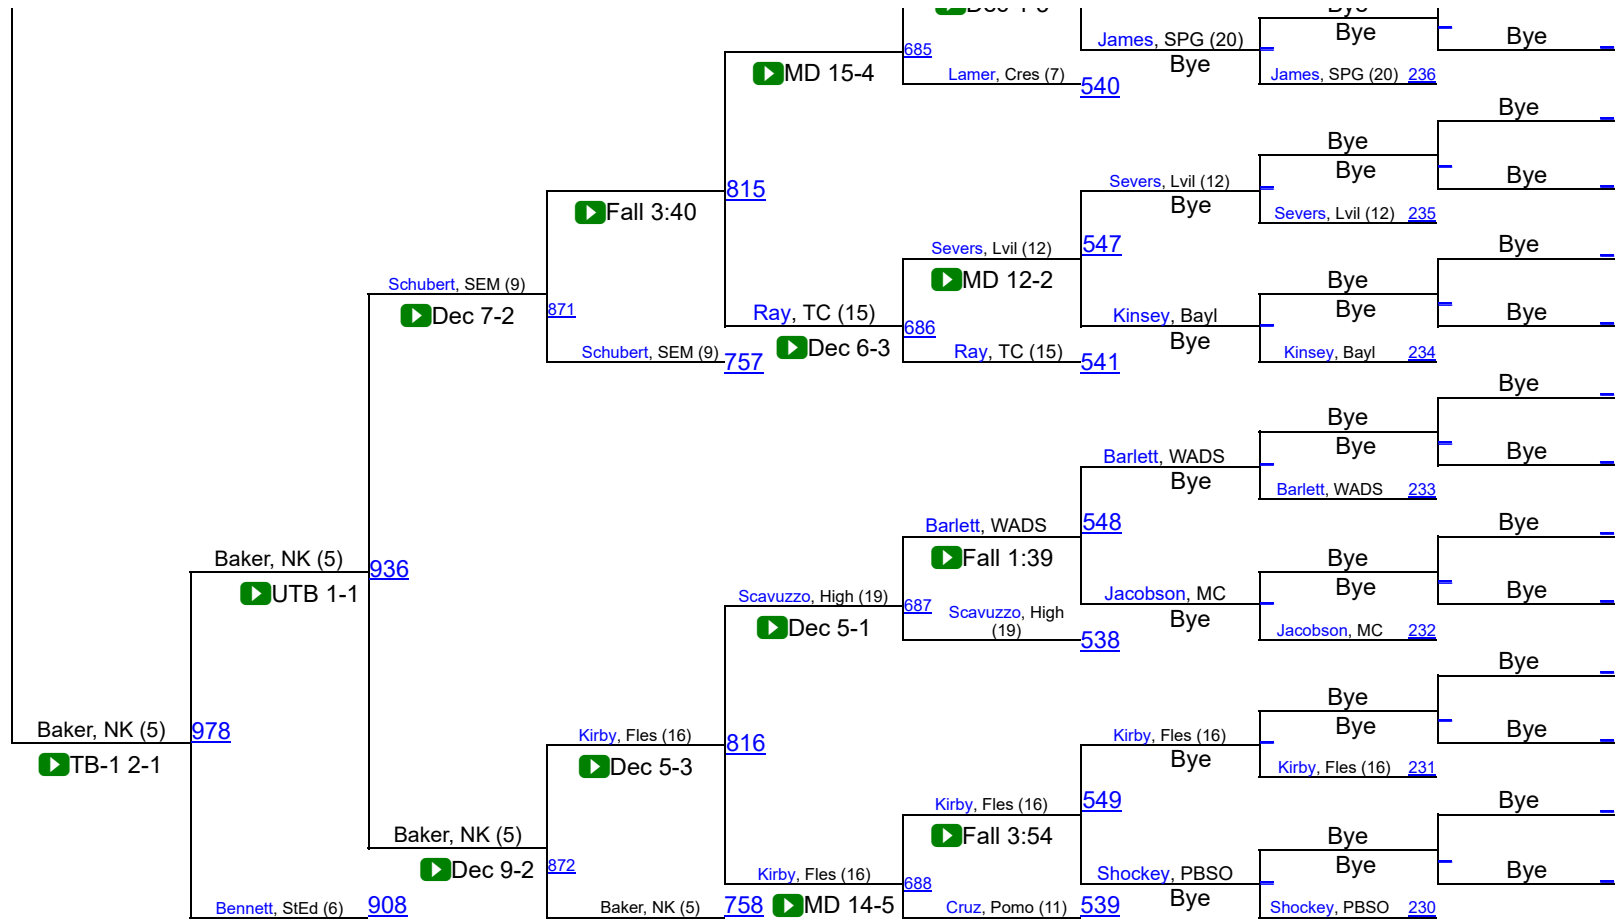 Bye
James, SPG (20)
Bye
Bye
685
Bye
MD 15-4
Lamer, Cres (7)
540
James, SPG (20) 236
Bye
Bye
Bye
Bye
Severs, Lvil (12)
815
Bye
Fall 3:40
Severs, Lvil (12) 235
Severs, Lvil (12)
547
Bye
MD 12-2
Bye
Schubert, SEM (9)
Bye
Dec 7-2
871
Ray, TC (15)
686
Kinsey, Bayl
Bye
Bye
Dec 6-3
Schubert, SEM (9)
757
Ray, TC (15)
541
Kinsey, Bayl 234
Bye
Bye
Bye
Bye
Barlett, WADS
Bye
Barlett, WADS 233
Barlett, WADS
548
Bye
Baker, NK (5)
936
Fall 1:39
Bye
Bye
UTB 1-1
Scavuzzo, High (19)
687
Scavuzzo, High
(19)
Jacobson, MC
Bye
Bye
Dec 5-1
538
Jacobson, MC 232
Bye
Bye
Bye
Bye
Baker, NK (5)
978
Kirby, Fles (16)
816
Kirby, Fles (16)
Bye
TB-1 2-1
Dec 5-3
Kirby, Fles (16) 231
Kirby, Fles (16)
549
Bye
Baker, NK (5)
Fall 3:54
Bye
Dec 9-2
872
Kirby, Fles (16)
688
Shockey, PBSO
Bye
Bye
Bye
Bennett, StEd (6)
908
Baker, NK (5)
758
MD 14-5
Cruz, Pomo (11)
539
Shockey, PBSO 230